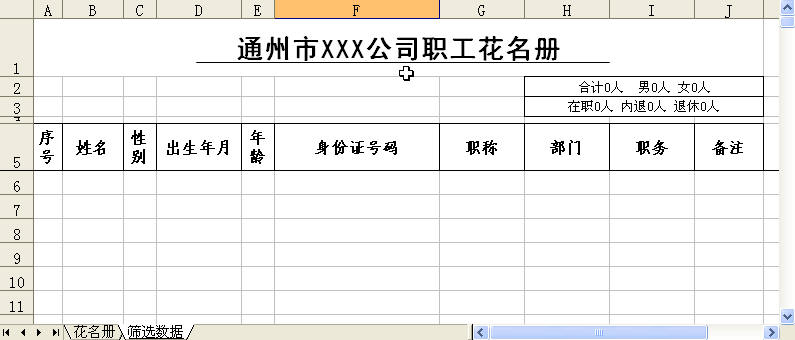 A B C D E F G H I J
1 通州市XXX公司职工花名册
2 合计0人 男0人 女0人
3 在职0人 内退0人 退休0人
4
5 序号 姓名 性别 出生年月 年龄 身份证号码 职称 部门 职务 备注
6
7
8
9
10
11
花名册 筛选数据